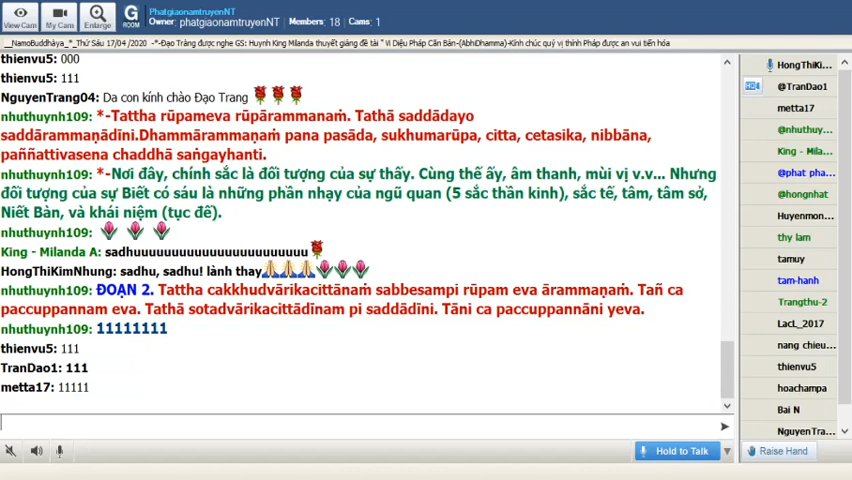 View Cam
My Cam
Enlarge
G
ROOM
PhatgiaonamtruyenNT
Owner: phatgiaonamtruyenNT Members : 18 Cams : 1
__NamoBuddhàya_*_Thứ Sáu 17/04 /2020 -*-Đạo Tràng được nghe GS: Huynh King Milanda thuyết giảng đề tài " Vi Diệu Pháp Căn Bản-(AbhiDhamma)-Kính chúc quý vị thính Pháp được an vui tiến hóa
thienvu5: 000
thienvu5: 111
NguyenTrang04: Da con kính chào Đạo Trang
nhuthuynh109: *-Tattha rūpameva rūpārammanaṁ. Tathā saddādayo
saddārammaṇādīni.Dhammārammaṇaṁ pana pasāda, sukhumarūpa, citta, cetasika, nibbāna,
paññattivasena chaddhā saṅgayhanti.
nhuthuynh109: *-Nơi đây, chính sắc là đối tượng của sự thấy. Cùng thế ấy, âm thanh, mùi vị v.v... Nhưng
đối tượng của sự Biết có sáu là những phần nhạy của ngũ quan (5 sắc thần kinh), sắc tế, tâm, tâm sở,
Niết Bàn, và khái niệm (tục đế).
nhuthuynh109:
King - Milanda A: sadhuuuuuuuuuuuuuuuuuuuuuuu
HongThiKimNhung: sadhu, sadhu! lành thay
nhuthuynh109: ĐOẠN 2. Tattha cakkhudvārikacittānaṁ sabbesampi rūpam eva ārammaṇaṁ. Tañ ca
paccuppannam eva. Tathā sotadvārikacittādīnam pi saddādīni. Tāni ca paccuppannāni yeva.
nhuthuynh109: 11111111
thienvu5: 111
TranDao1: 111
metta17: 11111
Hold to Talk
HongThiKi...
@TranDao1
metta17
@nhuthuy...
King - Mila...
@phat pha...
@hongnhat
Huyenmon...
thy lam
tamuy
tam-hanh
Trangthu-2
LacL_2017
nang chieu...
thienvu5
hoachampa
Bai N
NguyenTra...
Raise Hand